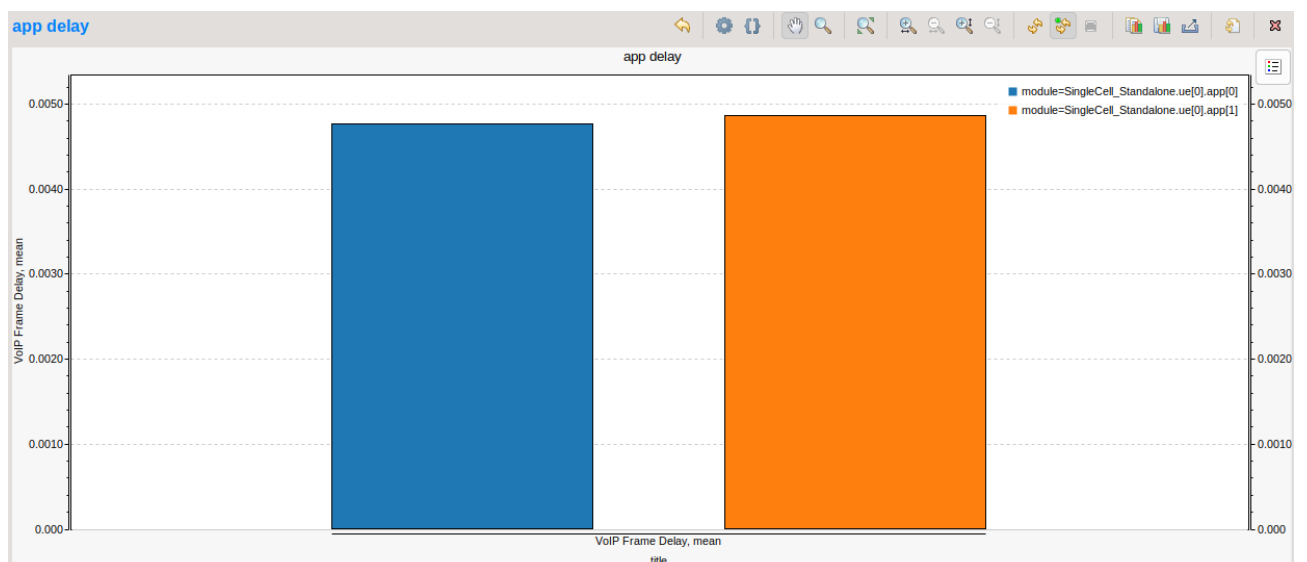 app delay
app delay
module=SingleCell_Standalone.ue[0].app[0]
module=SingleCell_Standalone.ue[0].app[1]
VoIP Frame Delay, mean
0.0050
0.0040
0.0030
0.0020
0.0010
0.000
0.0050
0.0040
0.0030
0.0020
0.0010
0.000
VoIP Frame Delay, mean
title